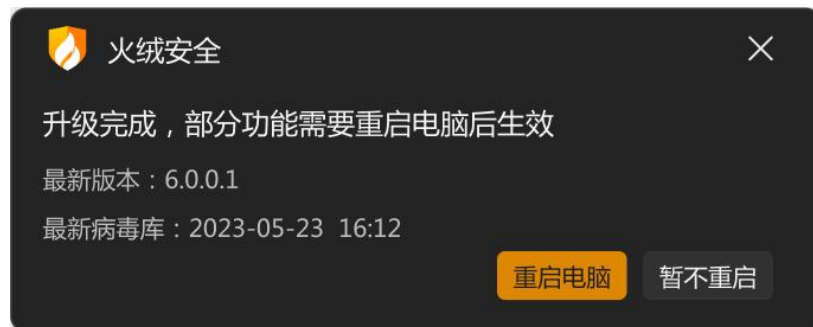 火绒安全
升级完成，部分功能需要重启电脑后生效
最新版本：6.0.0.1
最新病毒库：2023-05-23 16:12
重启电脑 暂不重启